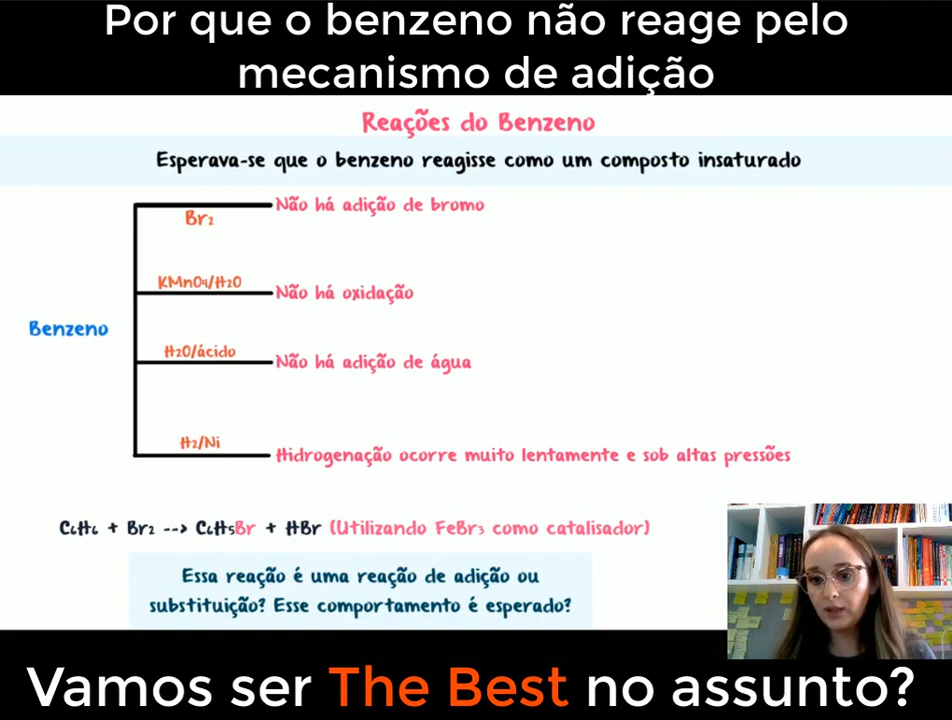 Por que o benzeno não reage pelo
mecanismo de adição
Reações do Benzeno
Esperava-se que o benzeno reagisse como um composto insaturado
Br₂
Não há adição de bromo
KMnO₄/H₂O
Não há oxidação
Benzeno
H₂O/ácido
Não há adição de água
H₂/Ni
Hidrogenação ocorre muito lentamente e sob altas pressões
C₆H₆ + Br₂ --> C₆H₅Br + HBr (Utilizando FeBr₃ como catalisador)
Essa reação é uma reação de adição ou
substituição? Esse comportamento é esperado?
Vamos ser The Best no assunto?